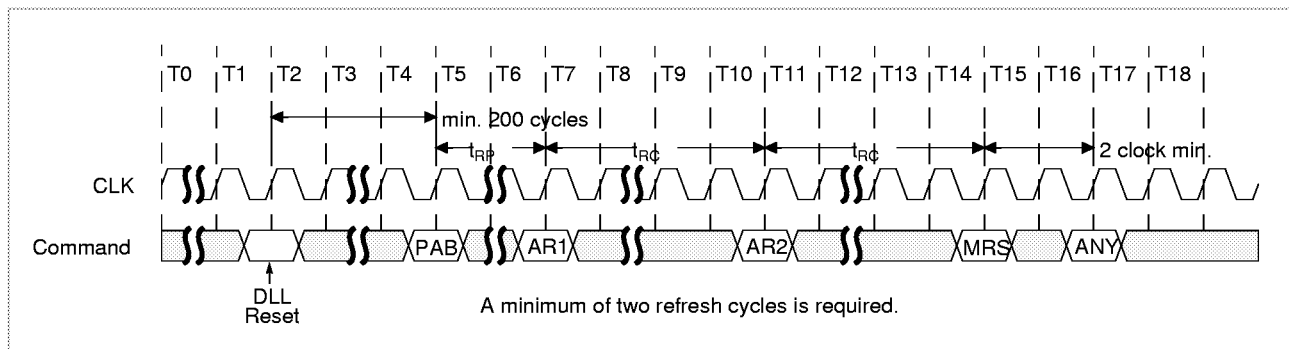 T0 T1 T2 T3 T4 T5 T6 T7 T8 T9 T10 T11 T12 T13 T14 T15 T16 T17 T18
min. 200 cycles
tRP tRC tRC 2 clock min.
CLK
Command PAB AR1 AR2 MRS ANY
DLL
Reset
A minimum of two refresh cycles is required.